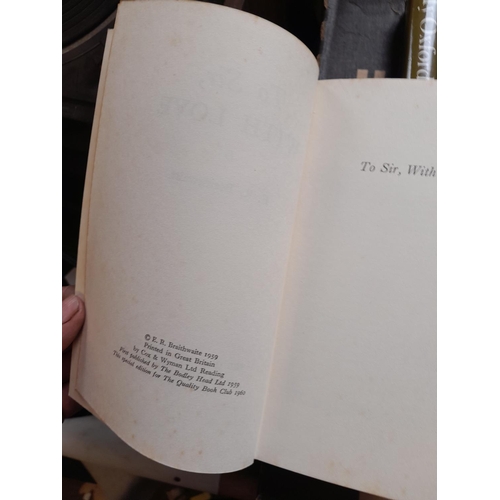 © E. R. Braithwaite 1959
Printed in Great Britain
by Cox & Wyman Ltd Reading
First published by The Bodley Head Ltd 1959
This special edition for The Quality Book Club 1960
To Sir, With
Oxford